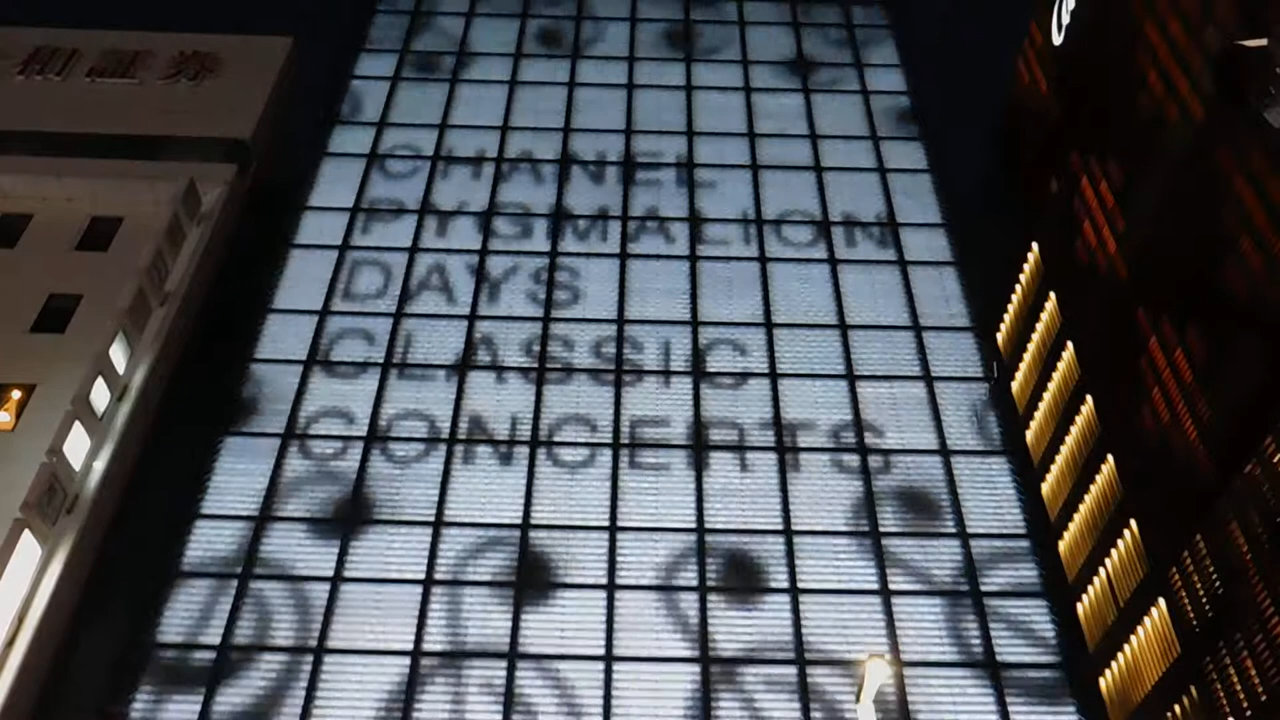 和証券
CHANEL
PYGMALION
DAYS
CLASSIC
CONCERTS